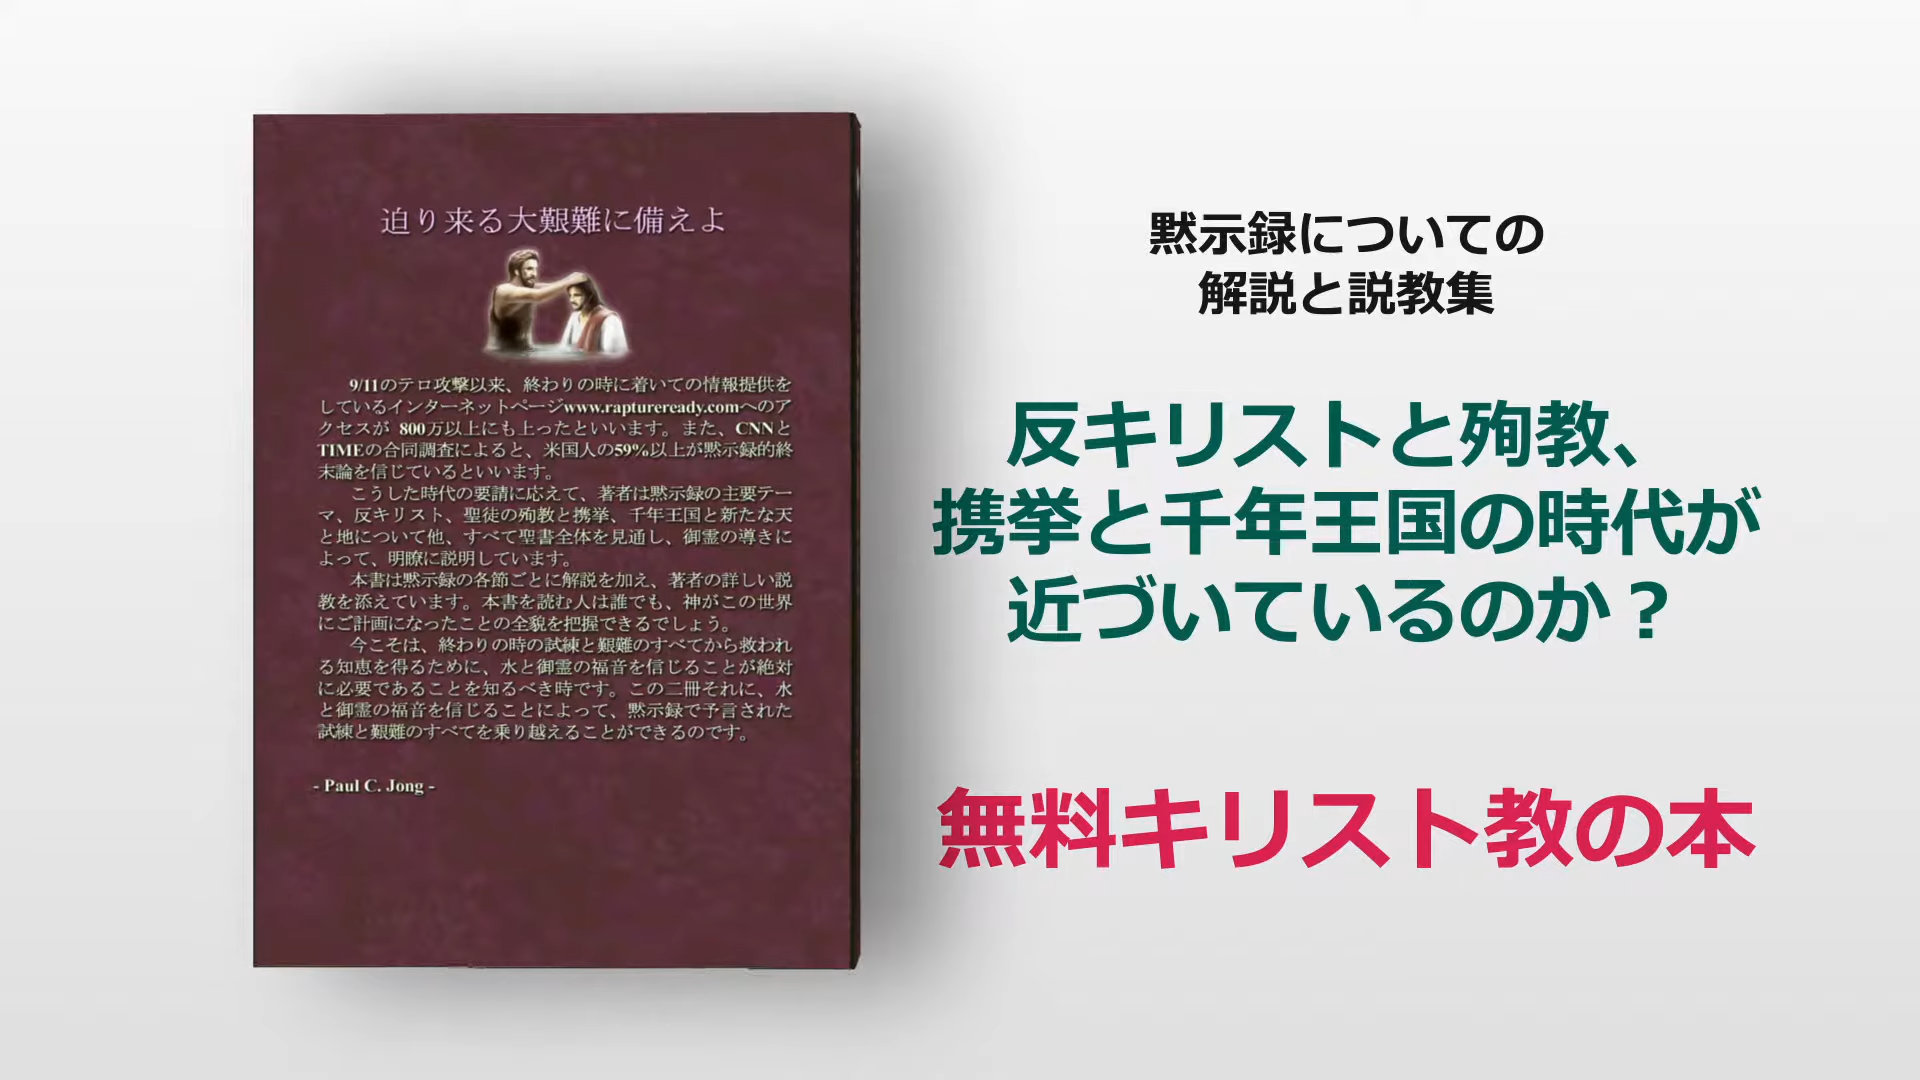 迫り来る大艱難に備えよ
9/11のテロ攻撃以来、終わりの時に着いての情報提供を
しているインターネットページwww.raptureready.comへのア
クセスが 800万以上にも上ったといいます。また、CNNと
TIMEの合同調査によると、米国人の59%以上が黙示録的終
末論を信じているといいます。
こうした時代の要請に応えて、著者は黙示録の主要テー
マ、反キリスト、聖徒の殉教と携挙、千年王国と新たな天
と地について他、すべて聖書全体を見通し、御霊の導きに
よって、明瞭に説明しています。
本書は黙示録の各節ごとに解説を加え、著者の詳しい説
教を添えています。本書を読む人は誰でも、神がこの世界
にご計画になったことの全貌を把握できるでしょう。
今こそは、終わりの時の試練と艱難のすべてから救われ
る知恵を得るために、水と御霊の福音を信じることが絶対
に必要であることを知るべき時です。この二冊それに、水
と御霊の福音を信じることによって、黙示録で予言された
試練と艱難のすべてを乗り越えることができるのです。
- Paul C. Jong -
黙示録についての
解説と説教集
反キリストと殉教、
携挙と千年王国の時代が
近づいているのか？
無料キリスト教の本